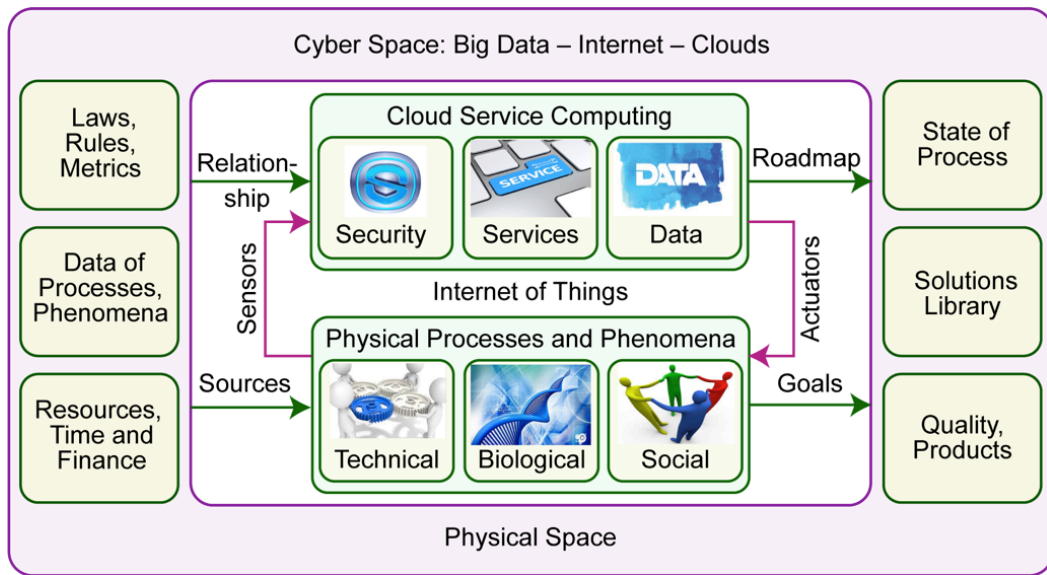 Cyber Space: Big Data – Internet – Clouds
Laws,
Rules,
Metrics
Data of
Processes,
Phenomena
Resources,
Time and
Finance
Relation-
ship
Sensors
Sources
Cloud Service Computing
S
SERVICE
DATA
Security
Services
Data
Internet of Things
Physical Processes and Phenomena
Technical
Biological
Social
Roadmap
Actuators
Goals
State of
Process
Solutions
Library
Quality,
Products
Physical Space